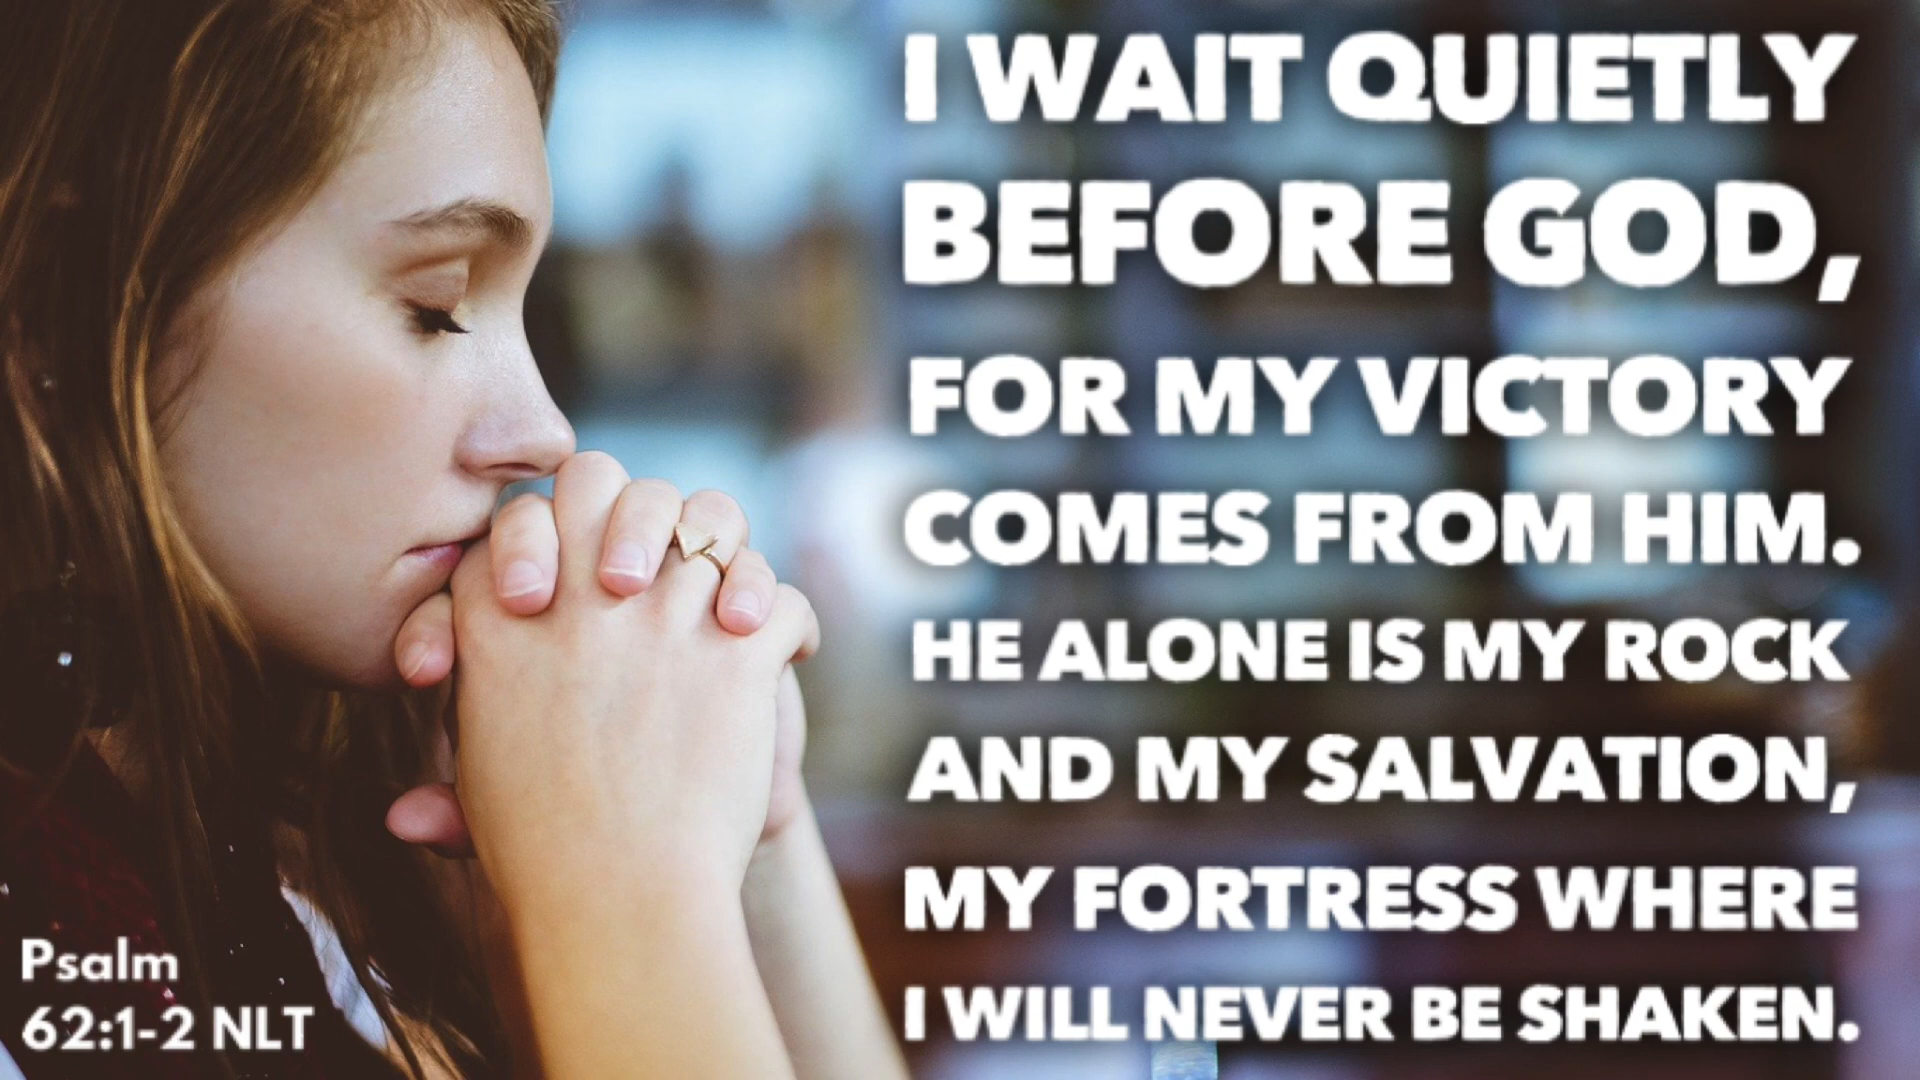 I WAIT QUIETLY
BEFORE GOD,
FOR MY VICTORY
COMES FROM HIM.
HE ALONE IS MY ROCK
AND MY SALVATION,
MY FORTRESS WHERE
I WILL NEVER BE SHAKEN.
Psalm
62:1-2 NLT